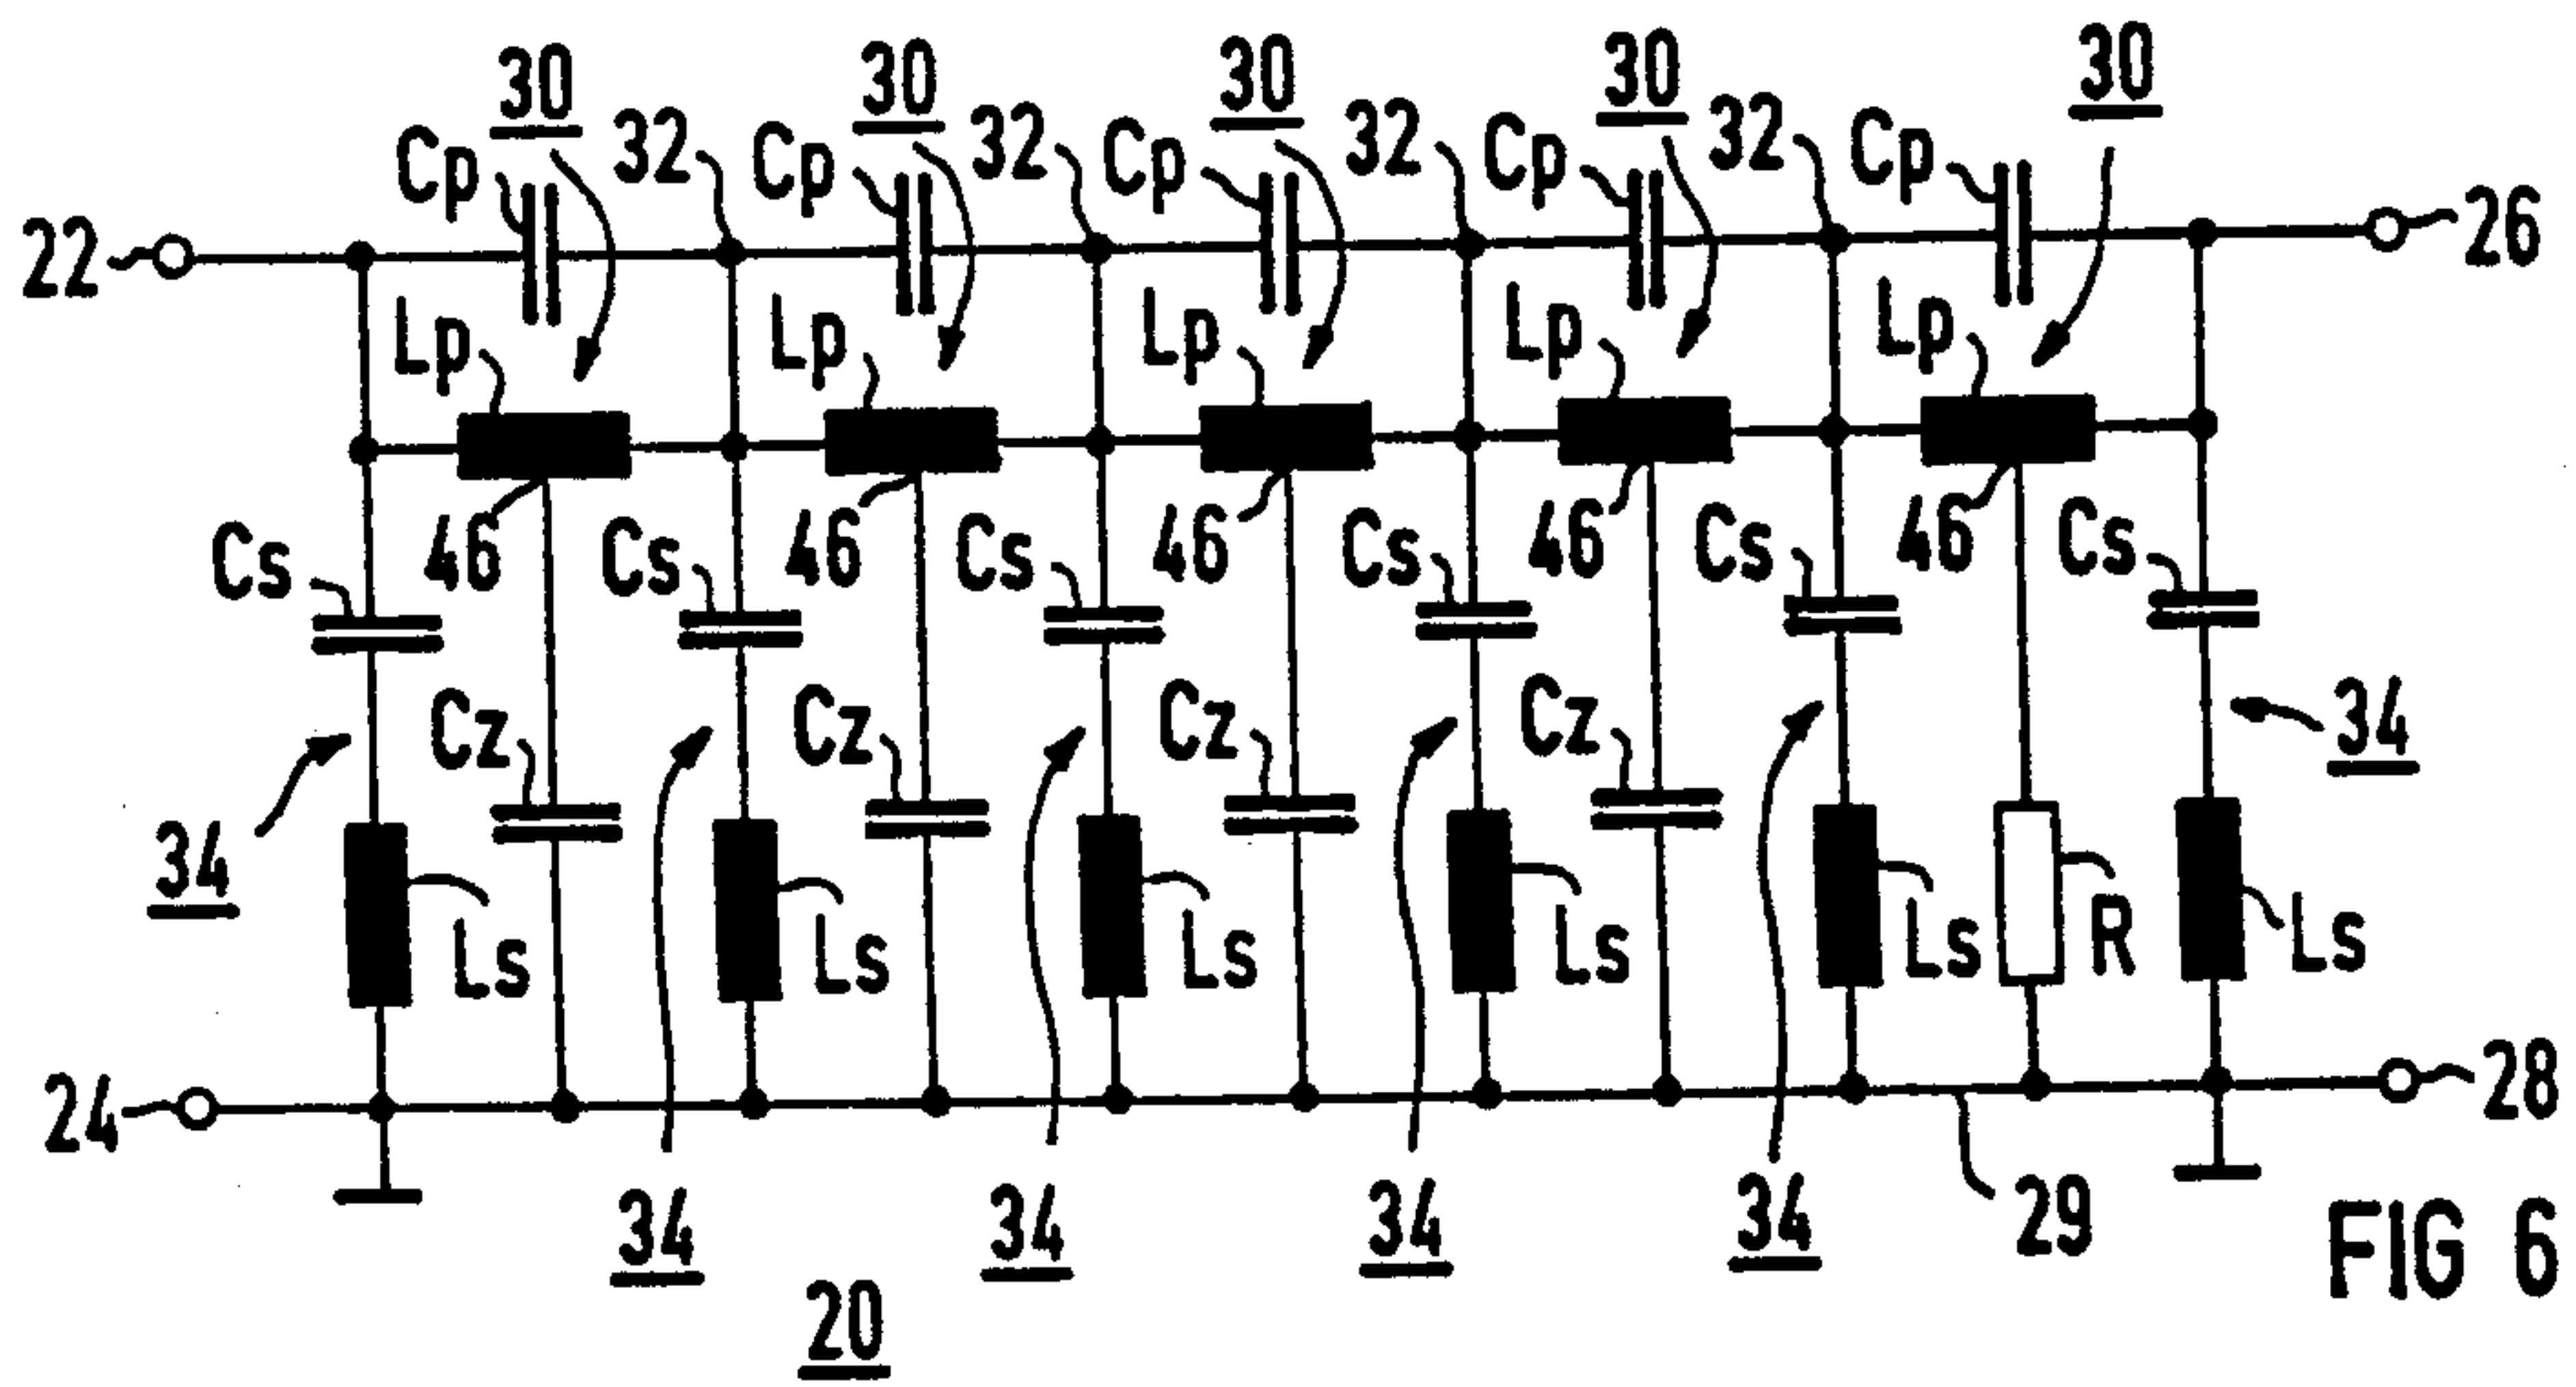 30 30 30 30 30
Cp 32 Cp 32 Cp 32 Cp 32 Cp
22 26
Lp Lp Lp Lp Lp
Cs 46 Cs 46 Cs 46 Cs 46 Cs 46 Cs
Cz Cz Cz Cz 34
34 Ls Ls Ls Ls Ls R Ls
24 28
34 34 34 34 29
FIG 6
20